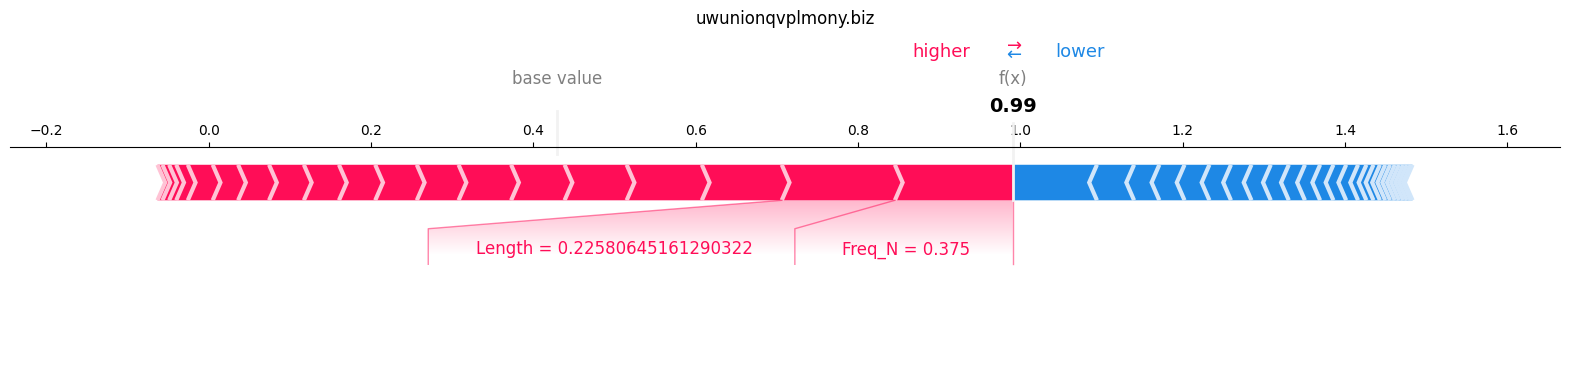 uwunionqvplmony.biz
higher → ← lower
base value f(x)
0.99
−0.2 0.0 0.2 0.4 0.6 0.8 1.0 1.2 1.4 1.6
Length = 0.22580645161290322 Freq_N = 0.375